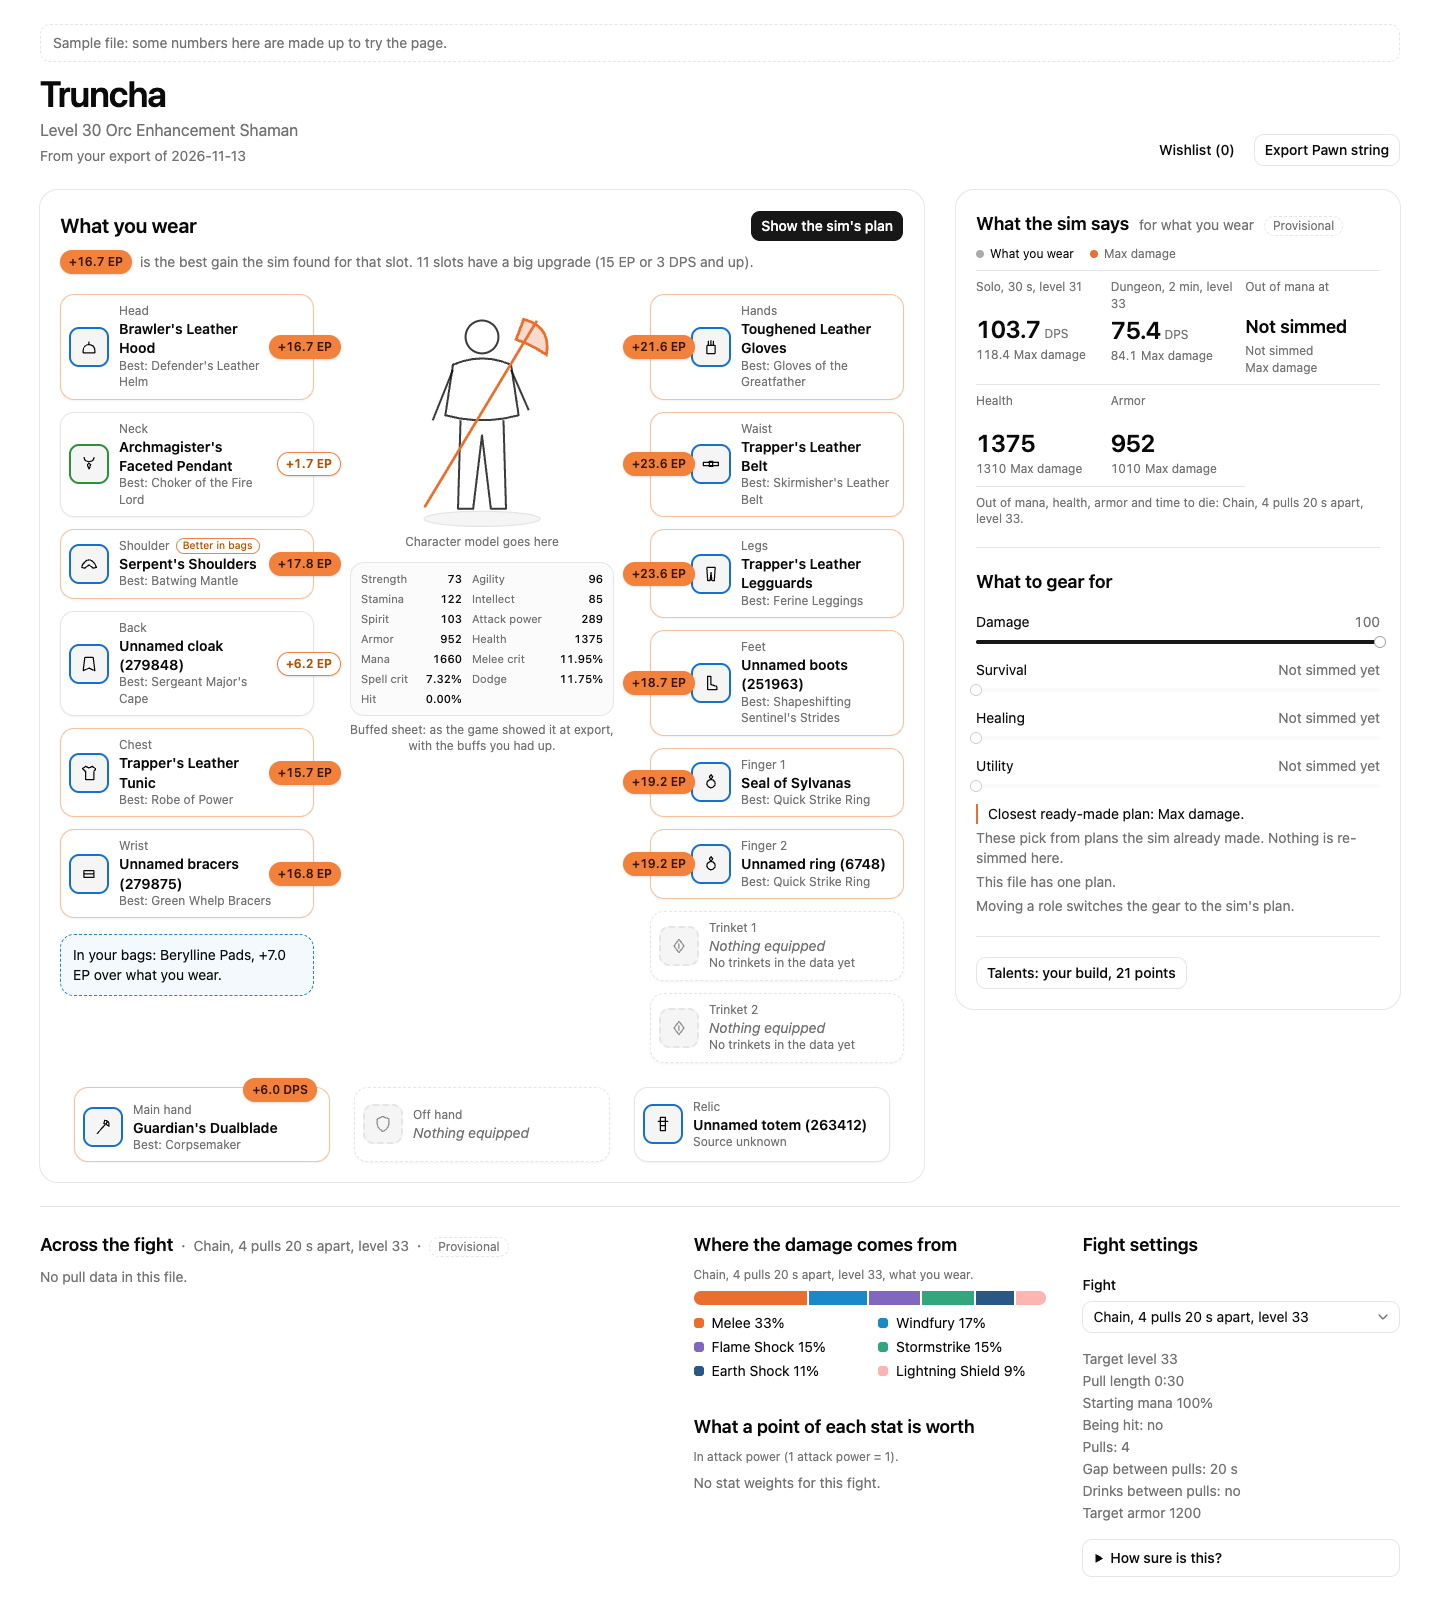 Sample file: some numbers here are made up to try the page.
Truncha
Level 30 Orc Enhancement Shaman
From your export of 2026-11-13
Wishlist (0)
Export Pawn string
What you wear
Show the sim's plan
+16.7 EP is the best gain the sim found for that slot. 11 slots have a big upgrade (15 EP or 3 DPS and up).
Head
Brawler's Leather
Hood
Best: Defender's Leather
Helm
+16.7 EP
Neck
Archmagister's
Faceted Pendant
Best: Choker of the Fire
Lord
+1.7 EP
Shoulder Better in bags
Serpent's Shoulders
Best: Batwing Mantle
+17.8 EP
Back
Unnamed cloak
(279848)
Best: Sergeant Major's
Cape
+6.2 EP
Chest
Trapper's Leather
Tunic
Best: Robe of Power
+15.7 EP
Wrist
Unnamed bracers
(279875)
Best: Green Whelp Bracers
+16.8 EP
In your bags: Berylline Pads, +7.0
EP over what you wear.
Character model goes here
Strength 73 Agility 96
Stamina 122 Intellect 85
Spirit 103 Attack power 289
Armor 952 Health 1375
Mana 1660 Melee crit 11.95%
Spell crit 7.32% Dodge 11.75%
Hit 0.00%
Buffed sheet: as the game showed it at export,
with the buffs you had up.
+21.6 EP
Hands
Toughened Leather
Gloves
Best: Gloves of the
Greatfather
+23.6 EP
Waist
Trapper's Leather
Belt
Best: Skirmisher's Leather
Belt
+23.6 EP
Legs
Trapper's Leather
Legguards
Best: Ferine Leggings
+18.7 EP
Feet
Unnamed boots
(251963)
Best: Shapeshifting
Sentinel's Strides
+19.2 EP
Finger 1
Seal of Sylvanas
Best: Quick Strike Ring
+19.2 EP
Finger 2
Unnamed ring (6748)
Best: Quick Strike Ring
Trinket 1
Nothing equipped
No trinkets in the data yet
Trinket 2
Nothing equipped
No trinkets in the data yet
+6.0 DPS
Main hand
Guardian's Dualblade
Best: Corpsemaker
Off hand
Nothing equipped
Relic
Unnamed totem (263412)
Source unknown
What the sim says for what you wear Provisional
What you wear Max damage
Solo, 30 s, level 31
103.7 DPS
118.4 Max damage
Dungeon, 2 min, level
33
75.4 DPS
84.1 Max damage
Out of mana at
Not simmed
Not simmed
Max damage
Health
1375
1310 Max damage
Armor
952
1010 Max damage
Out of mana, health, armor and time to die: Chain, 4 pulls 20 s apart,
level 33.
What to gear for
Damage 100
Survival Not simmed yet
Healing Not simmed yet
Utility Not simmed yet
Closest ready-made plan: Max damage.
These pick from plans the sim already made. Nothing is re-
simmed here.
This file has one plan.
Moving a role switches the gear to the sim's plan.
Talents: your build, 21 points
Across the fight · Chain, 4 pulls 20 s apart, level 33 · Provisional
No pull data in this file.
Where the damage comes from
Chain, 4 pulls 20 s apart, level 33, what you wear.
Melee 33% Windfury 17%
Flame Shock 15% Stormstrike 15%
Earth Shock 11% Lightning Shield 9%
What a point of each stat is worth
In attack power (1 attack power = 1).
No stat weights for this fight.
Fight settings
Fight
Chain, 4 pulls 20 s apart, level 33
Target level 33
Pull length 0:30
Starting mana 100%
Being hit: no
Pulls: 4
Gap between pulls: 20 s
Drinks between pulls: no
Target armor 1200
How sure is this?